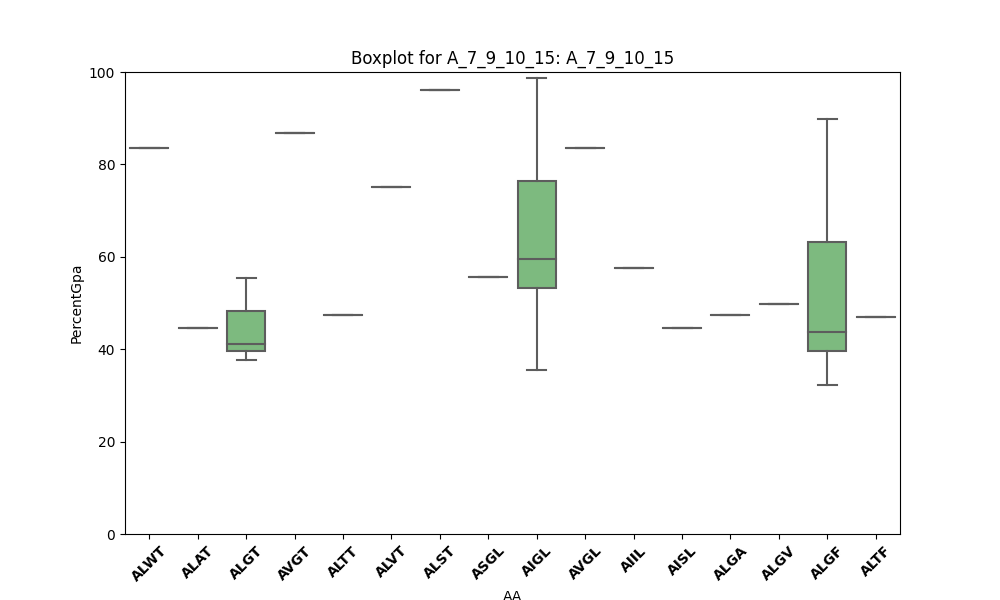 Boxplot for A_7_9_10_15: A_7_9_10_15
100
80
60
40
20
0
PercentGpa
ALWT
ALAT
ALGT
AVGT
ALTT
ALVT
ALST
ASGL
AIGL
AVGL
AIIL
AISL
ALGA
ALGV
ALGF
ALTF
AA